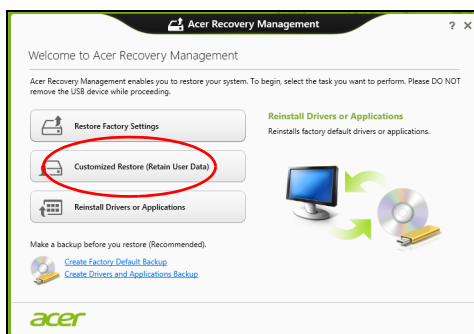 Acer Recovery Management
? ×
Welcome to Acer Recovery Management
Acer Recovery Management enables you to restore your system. To begin, select the task you want to perform. Please DO NOT
remove the USB device while proceeding.
Restore Factory Settings
Customized Restore (Retain User Data)
Reinstall Drivers or Applications
Reinstall Drivers or Applications
Reinstalls factory default drivers or applications.
Make a backup before you restore (Recommended).
Create Factory Default Backup
Create Drivers and Applications Backup
acer